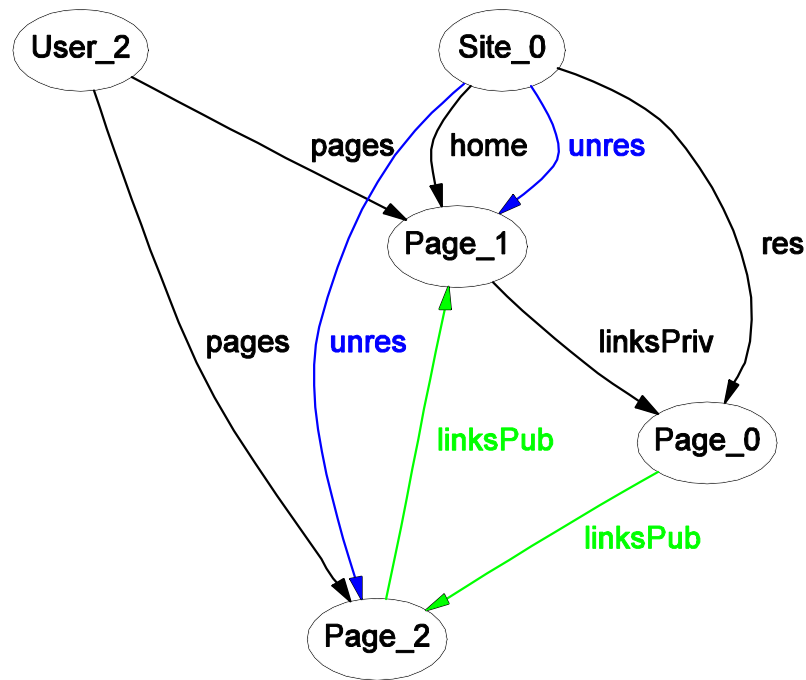 User_2
Site_0
pages
home
unres
Page_1
res
pages
unres
linksPriv
linksPub
Page_0
linksPub
Page_2